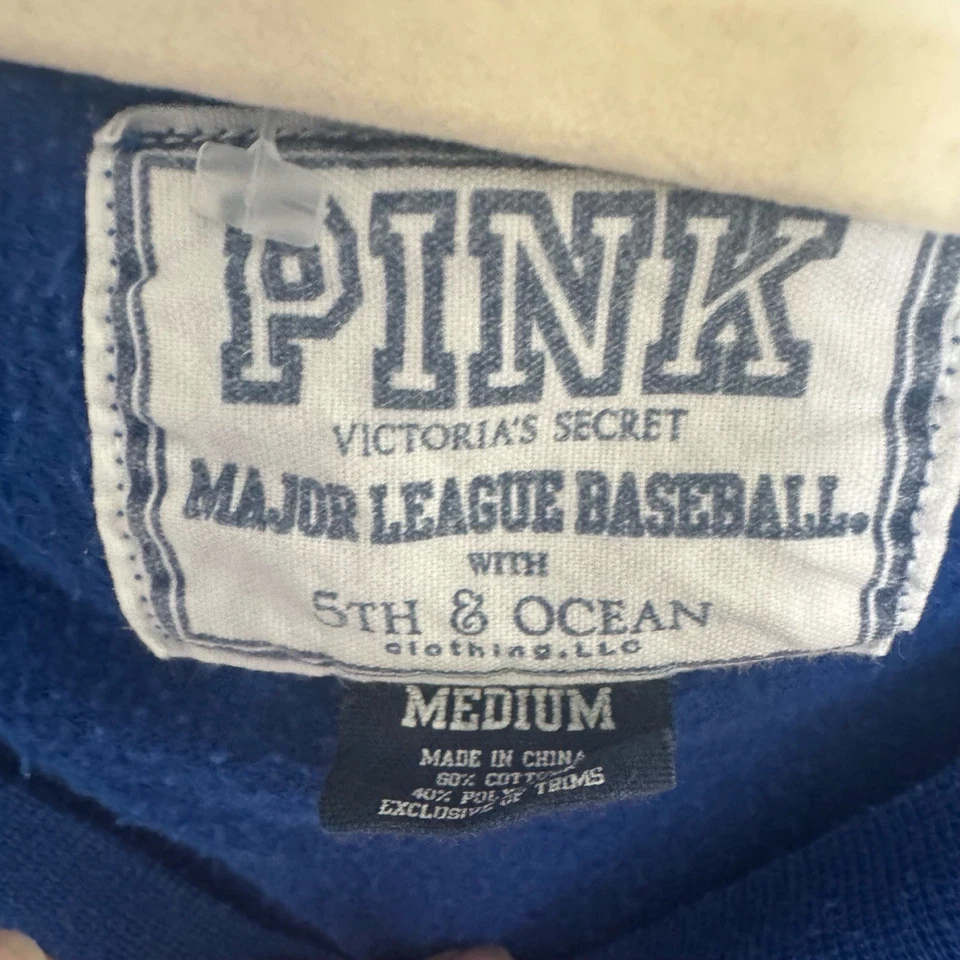 PINK
VICTORIA'S SECRET
MAJOR LEAGUE BASEBALL.
WITH
5TH & OCEAN
clothing.LLC
MEDIUM
MADE IN CHINA
60% COTTON
40% POLY
EXCLUSIVE OF TRIMS